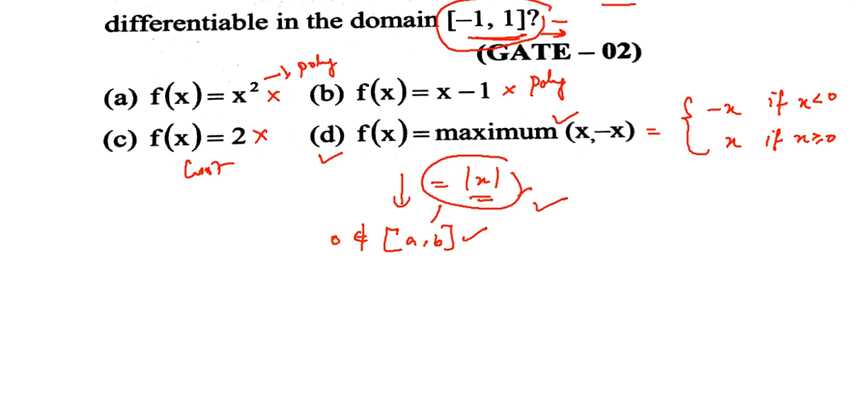 differentiable in the domain [−1, 1]?
(GATE – 02)
(a) f(x) = x² × → poly (b) f(x) = x – 1 × poly
(c) f(x) = 2 × (d) f(x) = maximum (x,–x) = { -x if x<0
x if x≥0
Const
= |x|
0 ∉ [a,b]